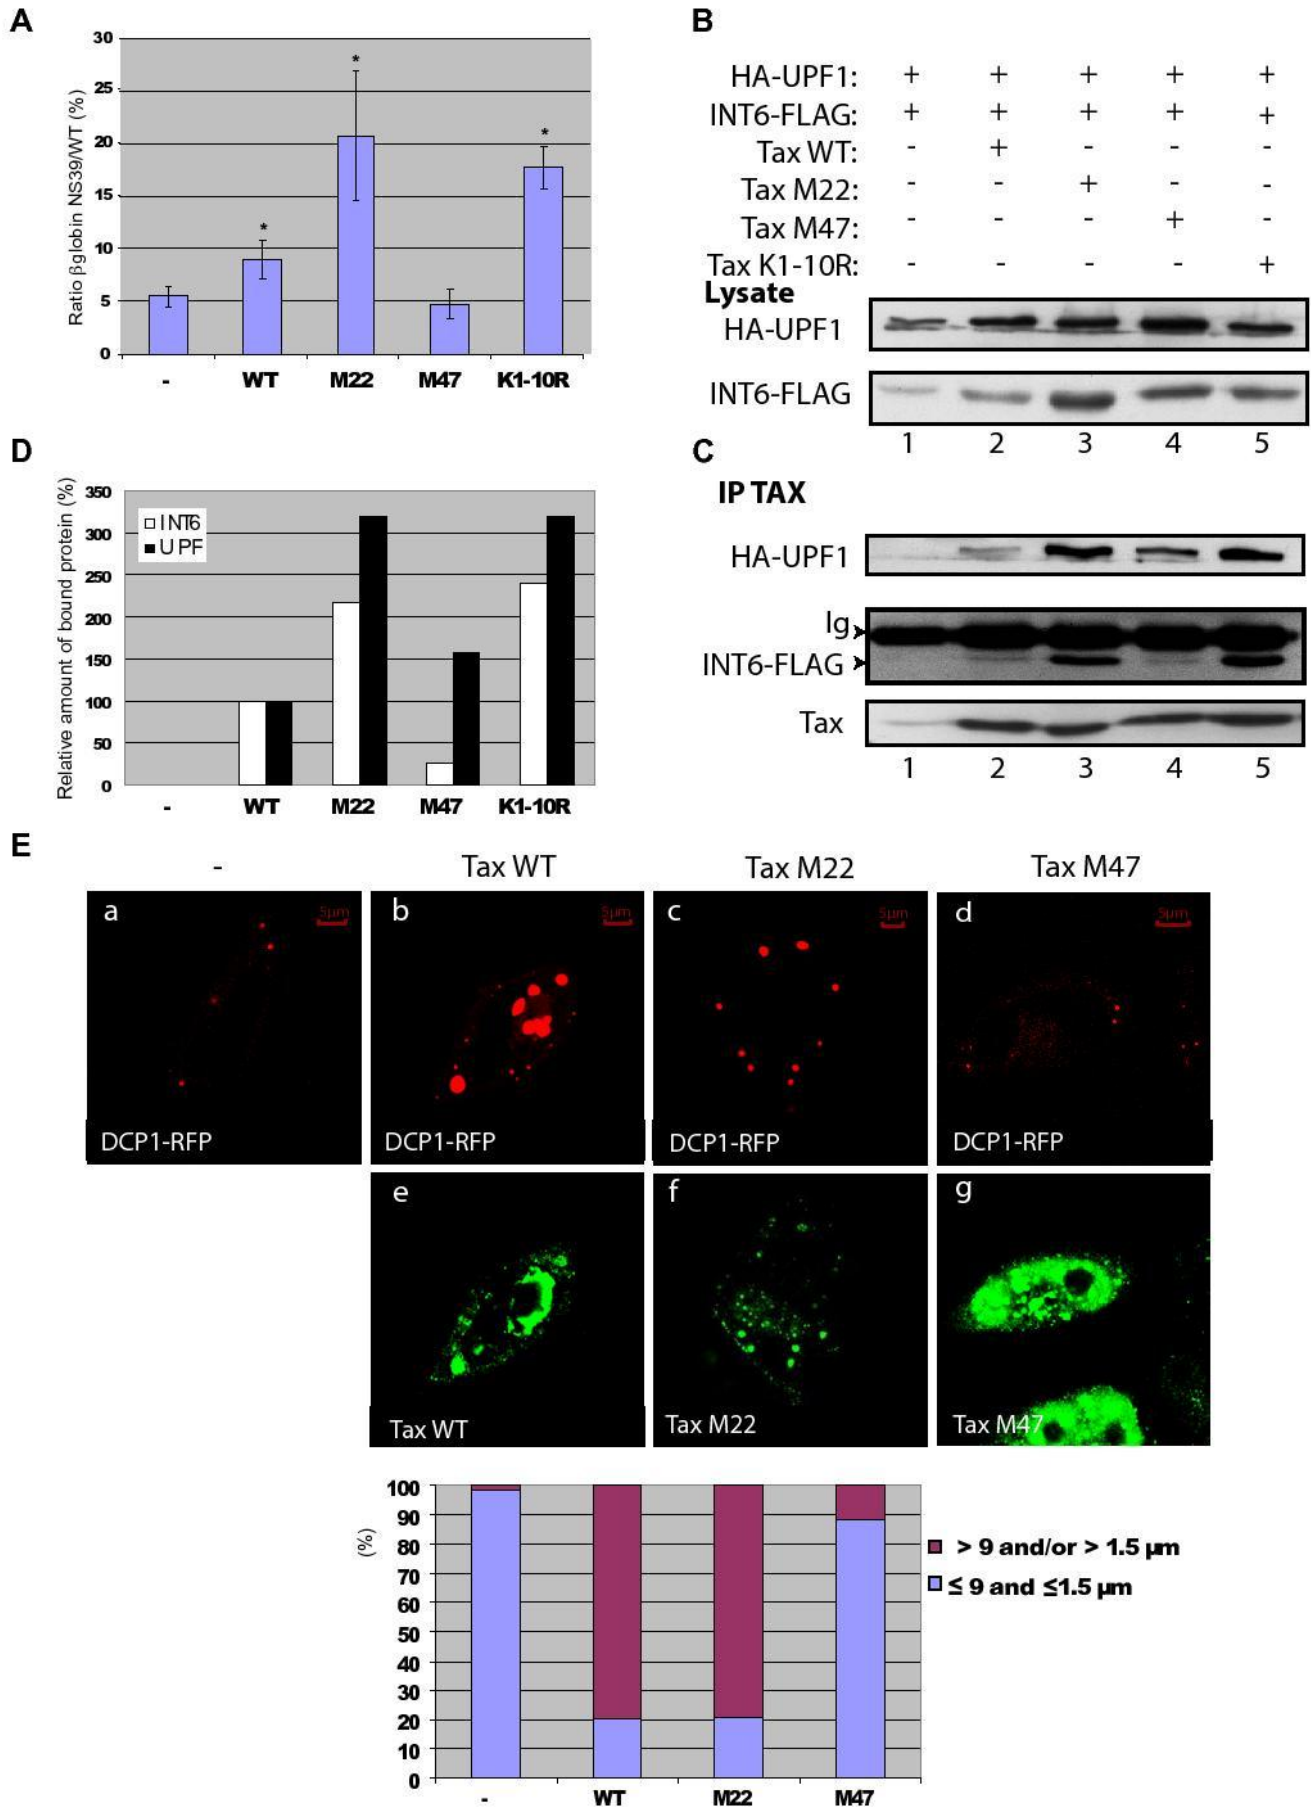 A
Ratio βglobin NS39/WT (%)
30
25
20
15
10
5
0
*
*
*
- WT M22 M47 K1-10R
B
HA-UPF1: + + + + +
INT6-FLAG: + + + + +
Tax WT: - + - - -
Tax M22: - - + - -
Tax M47: - - - + -
Tax K1-10R: - - - - +
Lysate
HA-UPF1
INT6-FLAG
1 2 3 4 5
C
IP TAX
HA-UPF1
Ig
INT6-FLAG
Tax
1 2 3 4 5
D
Relative amount of bound protein (%)
350
300
250
200
150
100
50
0
INT6
UPF
- WT M22 M47 K1-10R
E
- Tax WT Tax M22 Tax M47
a 5µm b 5µm c 5µm d 5µm
DCP1-RFP DCP1-RFP DCP1-RFP DCP1-RFP
e f g
Tax WT Tax M22 Tax M47
(%)
100
90
80
70
60
50
40
30
20
10
0
> 9 and/or > 1.5 µm
≤ 9 and ≤1.5 µm
- WT M22 M47